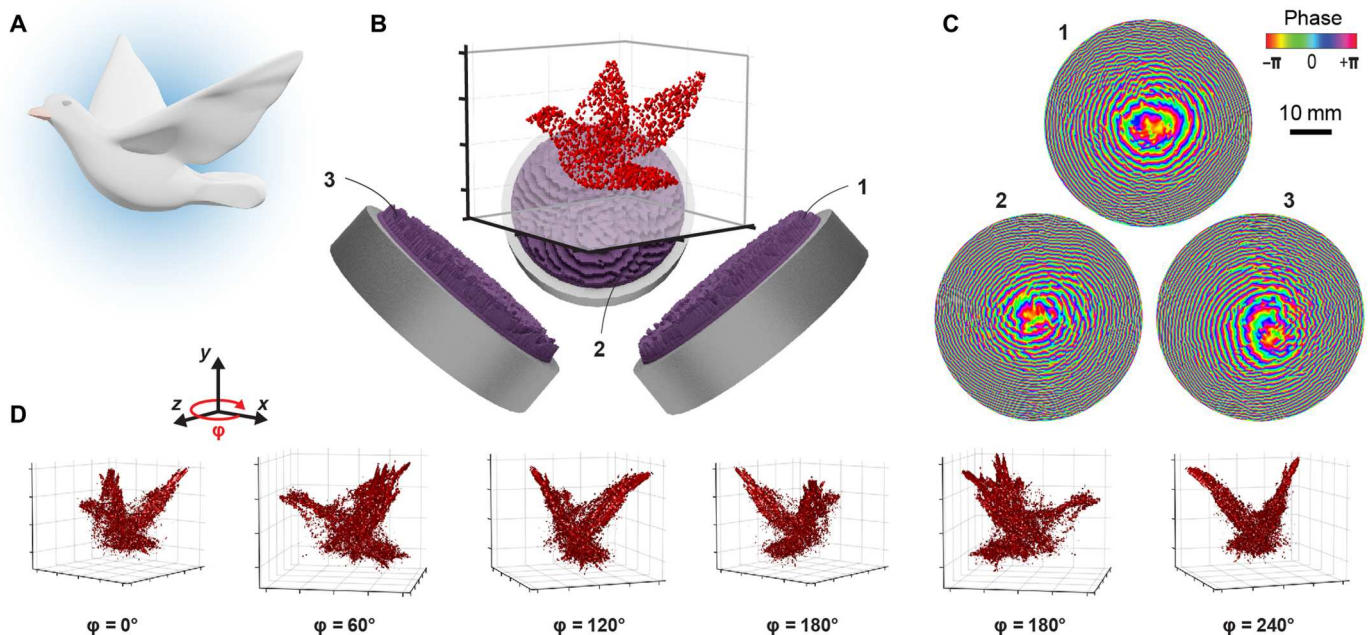 A
B
C
1
Phase
−π 0 +π
10 mm
3
1
2
3
2
y
z
x
φ
D
φ = 0°
φ = 60°
φ = 120°
φ = 180°
φ = 180°
φ = 240°